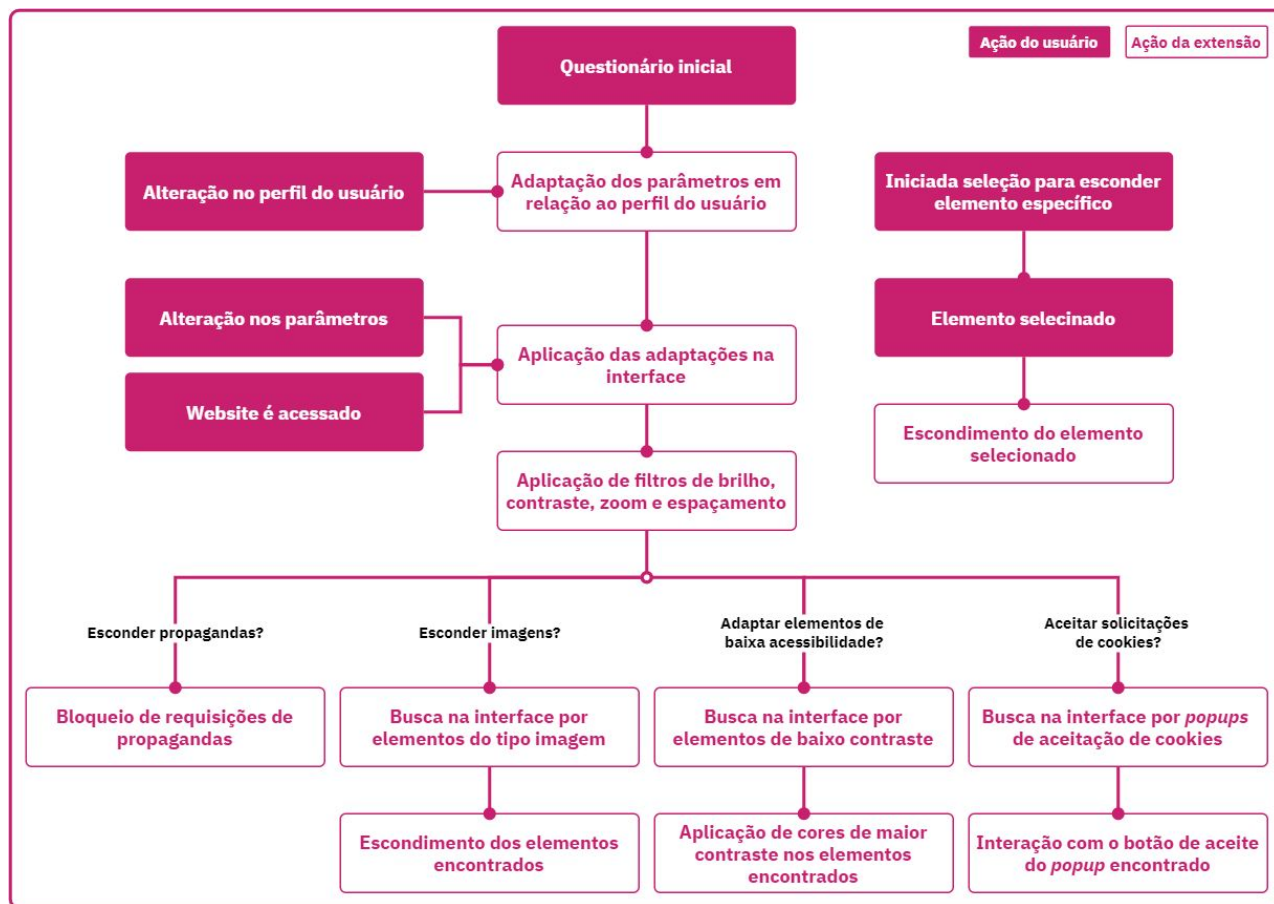 Questionário inicial
Ação do usuário
Ação da extensão
Alteração no perfil do usuário
Adaptação dos parâmetros em
relação ao perfil do usuário
Iniciada seleção para esconder
elemento específico
Alteração nos parâmetros
Website é acessado
Aplicação das adaptações na
interface
Elemento selecinado
Escondimento do elemento
selecionado
Aplicação de filtros de brilho,
contraste, zoom e espaçamento
Esconder propagandas?
Esconder imagens?
Adaptar elementos de
baixa acessibilidade?
Aceitar solicitações
de cookies?
Bloqueio de requisições de
propagandas
Busca na interface por
elementos do tipo imagem
Busca na interface por
elementos de baixo contraste
Busca na interface por popups
de aceitação de cookies
Escondimento dos elementos
encontrados
Aplicação de cores de maior
contraste nos elementos
encontrados
Interação com o botão de aceite
do popup encontrado